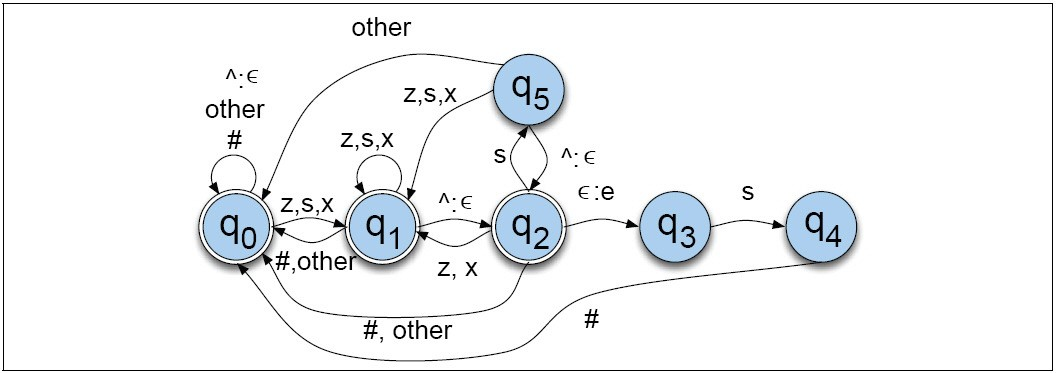 other
^:ϵ
other
#
z,s,x
z,s,x
q5
s
^:ϵ
z,s,x
^:ϵ
ϵ:e
s
q0
q1
q2
q3
q4
#,other
z, x
#, other
#